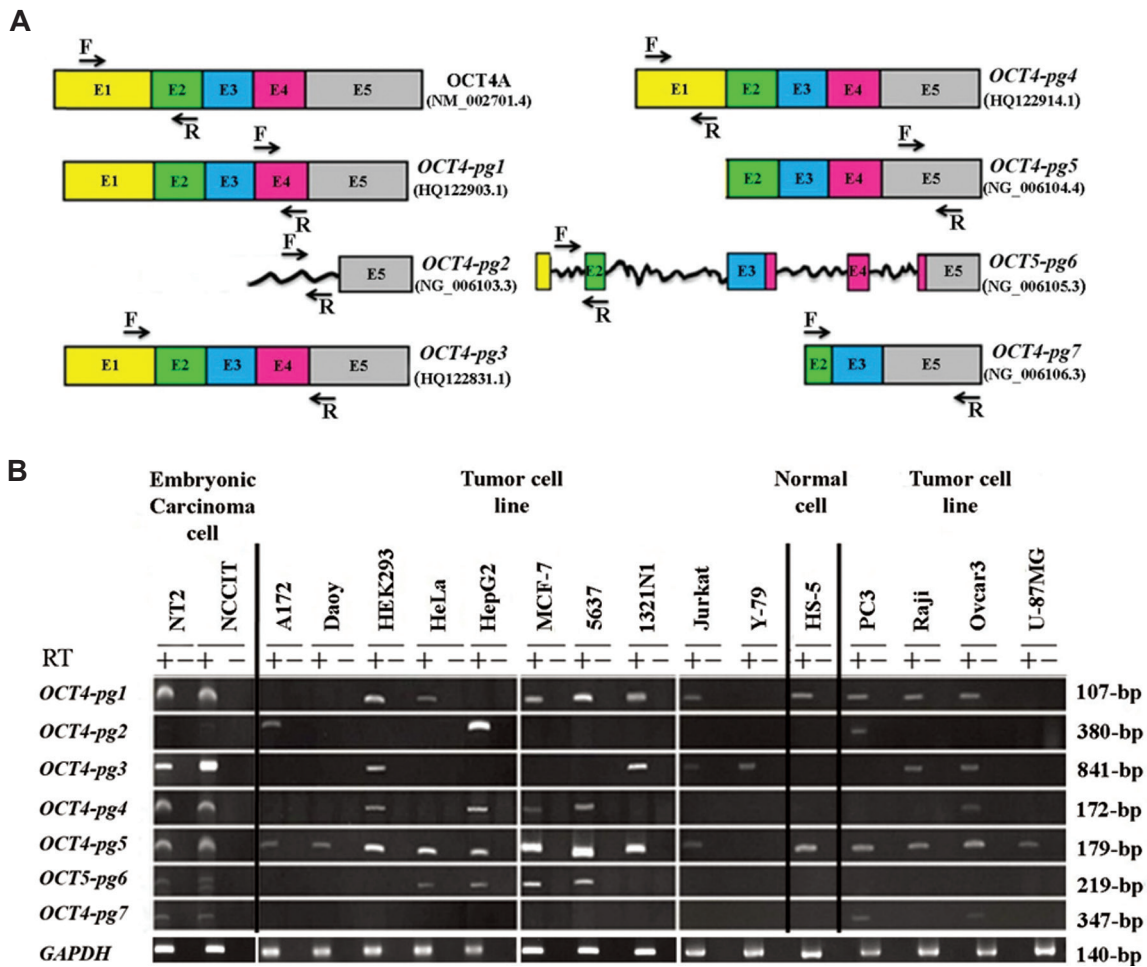 A
F
E1 E2 E3 E4 E5
OCT4A
(NM_002701.4)
R
F
E1 E2 E3 E4 E5
OCT4-pg1
(HQ122903.1)
R
F
E5
OCT4-pg2
(NG_006103.3)
R
F
E1 E2 E3 E4 E5
OCT4-pg3
(HQ122831.1)
R
F
E1 E2 E3 E4 E5
OCT4-pg4
(HQ122914.1)
R
F
E2 E3 E4 E5
OCT4-pg5
(NG_006104.4)
R
F
E2 E3 E4 E5
OCT5-pg6
(NG_006105.3)
R
F
E2 E3 E5
OCT4-pg7
(NG_006106.3)
R
B
Embryonic
Carcinoma
cell
Tumor cell
line
Normal
cell
Tumor cell
line
NT2 NCCIT A172 Daoy HEK293 HeLa HepG2 MCF-7 5637 1321N1 Jurkat Y-79 HS-5 PC3 Raji Ovcar3 U-87MG
RT + − + − + − + − + − + − + − + − + − + − + − + − + − + − + − + − + −
OCT4-pg1 107-bp
OCT4-pg2 380-bp
OCT4-pg3 841-bp
OCT4-pg4 172-bp
OCT4-pg5 179-bp
OCT5-pg6 219-bp
OCT4-pg7 347-bp
GAPDH 140-bp